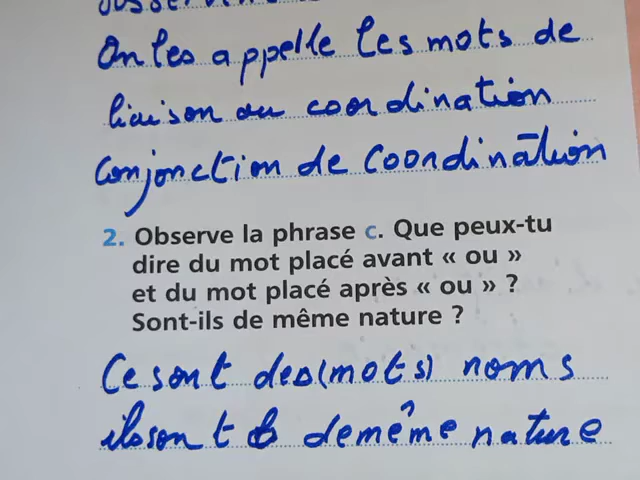 On les appelle les mots de
liaison ou coordination
Conjonction de Coordination
2. Observe la phrase c. Que peux-tu
dire du mot placé avant « ou »
et du mot placé après « ou » ?
Sont-ils de même nature ?
Ce sont des (mots) noms
ils sont de même nature